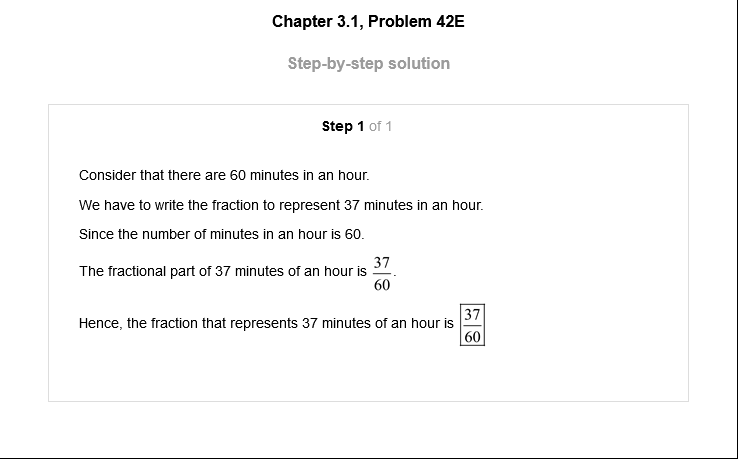 Chapter 3.1, Problem 42E
Step-by-step solution
Step 1 of 1
Consider that there are 60 minutes in an hour.
We have to write the fraction to represent 37 minutes in an hour.
Since the number of minutes in an hour is 60.
The fractional part of 37 minutes of an hour is 37/60.
Hence, the fraction that represents 37 minutes of an hour is 37/60